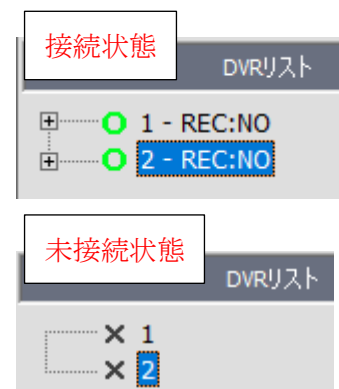 接続状態
DVRリスト
1 - REC:NO
2 - REC:NO
未接続状態
DVRリスト
1
2